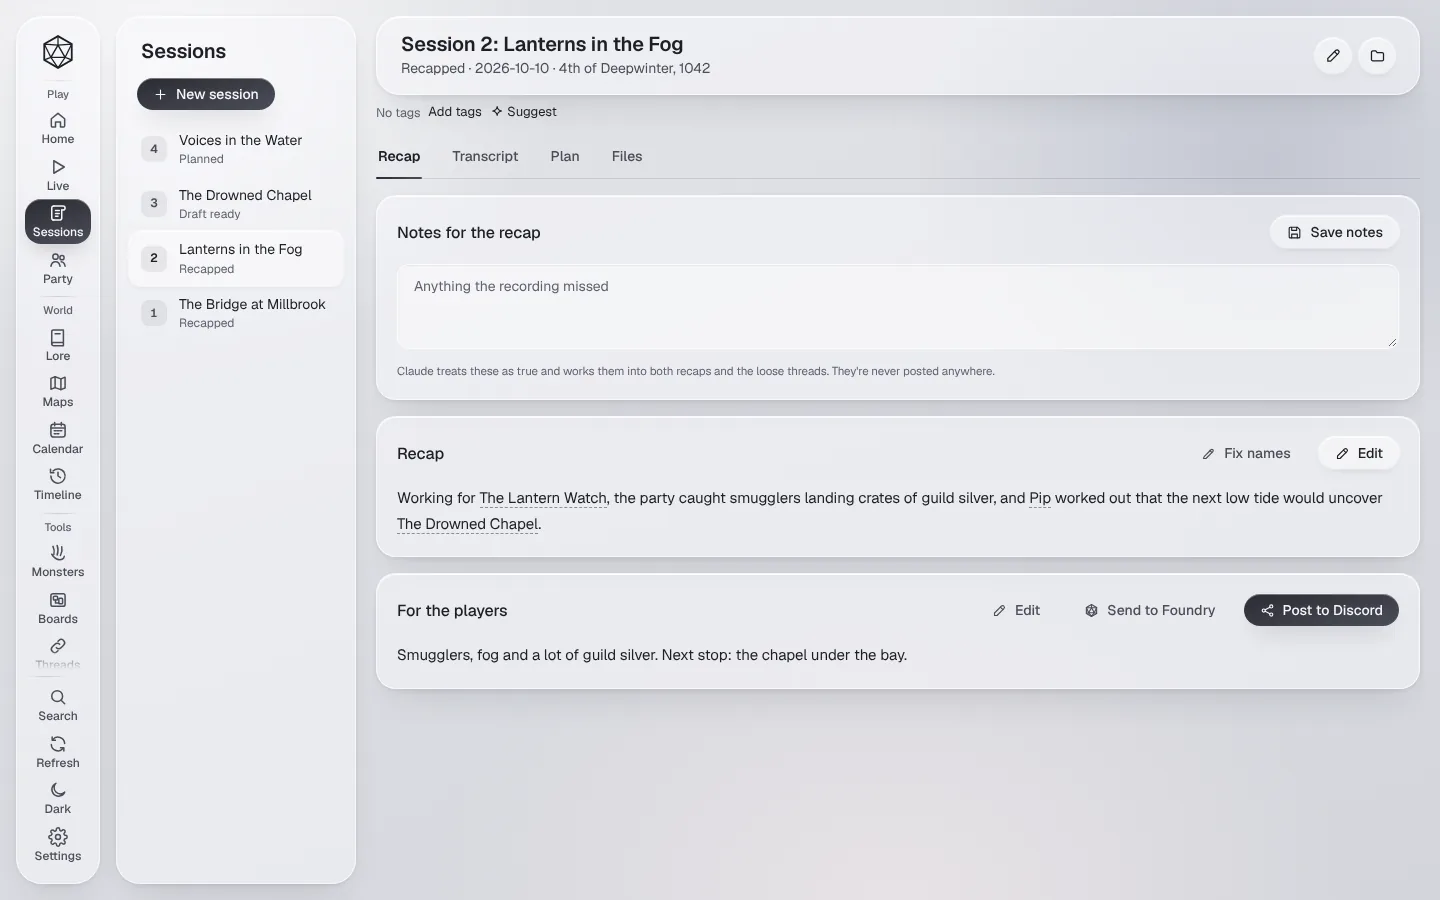 Play
Home
Live
Sessions
Party
World
Lore
Maps
Calendar
Timeline
Tools
Monsters
Boards
Threads
Search
Refresh
Dark
Settings
Sessions
New session
4
Voices in the Water
Planned
3
The Drowned Chapel
Draft ready
2
Lanterns in the Fog
Recapped
1
The Bridge at Millbrook
Recapped
Session 2: Lanterns in the Fog
Recapped · 2026-10-10 · 4th of Deepwinter, 1042
No tags Add tags Suggest
Recap Transcript Plan Files
Notes for the recap
Save notes
Anything the recording missed
Claude treats these as true and works them into both recaps and the loose threads. They're never posted anywhere.
Recap
Fix names
Edit
Working for The Lantern Watch, the party caught smugglers landing crates of guild silver, and Pip worked out that the next low tide would uncover
The Drowned Chapel.
For the players
Edit
Send to Foundry
Post to Discord
Smugglers, fog and a lot of guild silver. Next stop: the chapel under the bay.